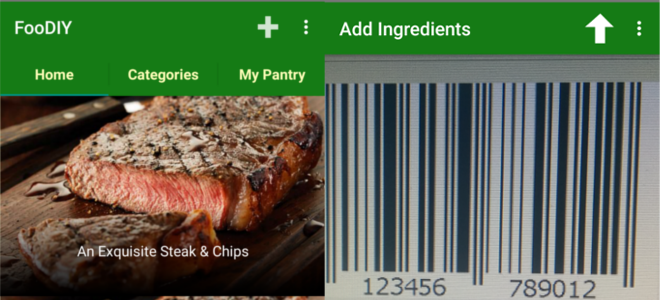 FooDIY
Home
Categories
My Pantry
An Exquisite Steak & Chips
Add Ingredients
123456
789012